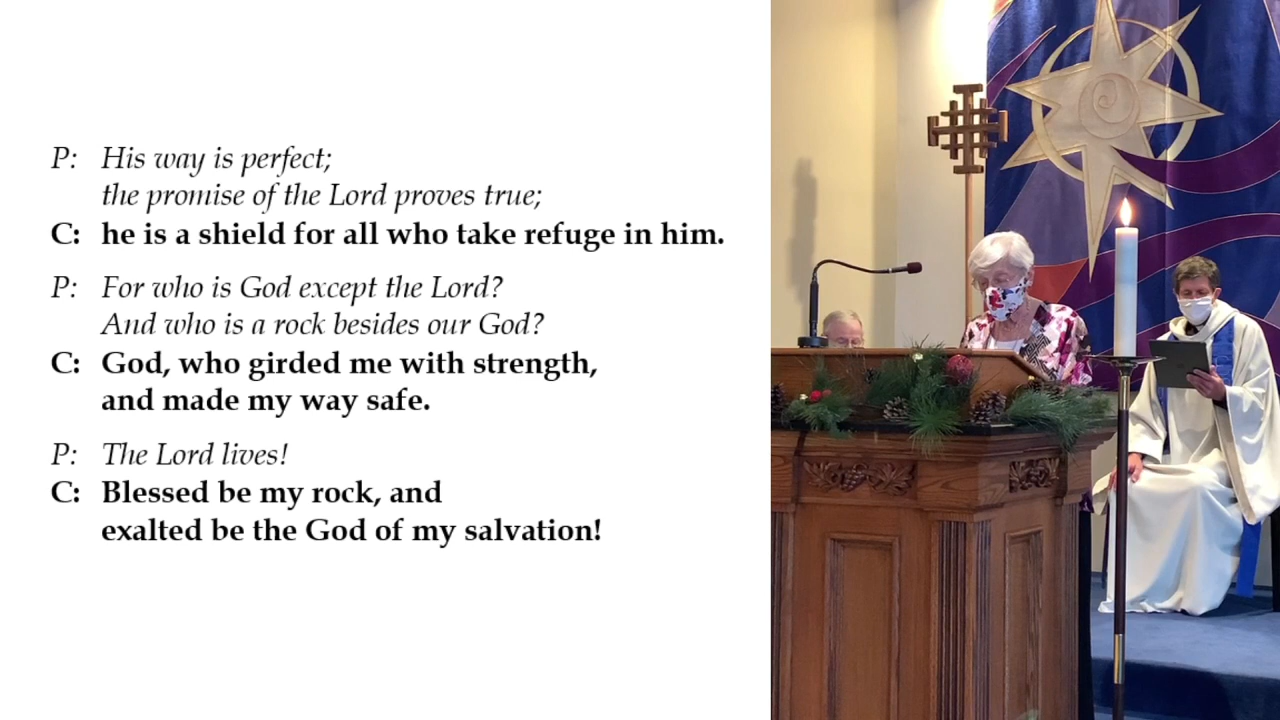 P: His way is perfect;
the promise of the Lord proves true;
C: he is a shield for all who take refuge in him.
P: For who is God except the Lord?
And who is a rock besides our God?
C: God, who girded me with strength,
and made my way safe.
P: The Lord lives!
C: Blessed be my rock, and
exalted be the God of my salvation!